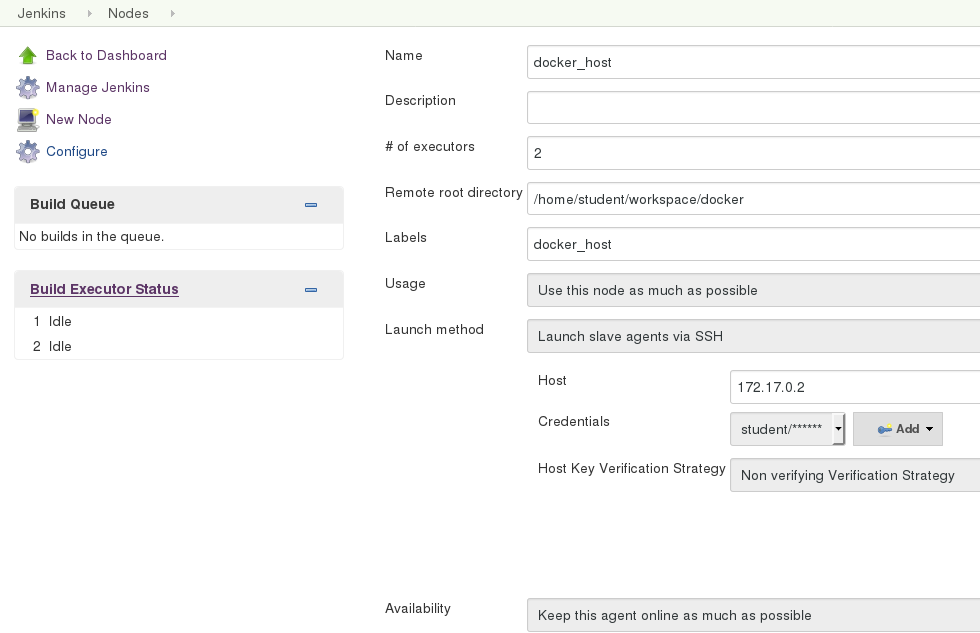 Jenkins Nodes
Back to Dashboard
Manage Jenkins
New Node
Configure
Build Queue
No builds in the queue.
Build Executor Status
1 Idle
2 Idle
Name docker_host
Description
# of executors 2
Remote root directory /home/student/workspace/docker
Labels docker_host
Usage Use this node as much as possible
Launch method Launch slave agents via SSH
Host 172.17.0.2
Credentials student/****** Add
Host Key Verification Strategy Non verifying Verification Strategy
Availability Keep this agent online as much as possible